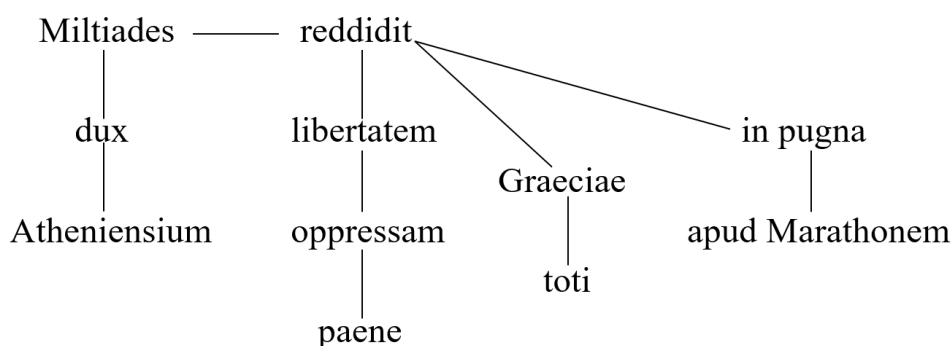 Miltiades reddidit
dux libertatem in pugna
Graeciae
Atheniensium oppressam apud Marathonem
toti
paene